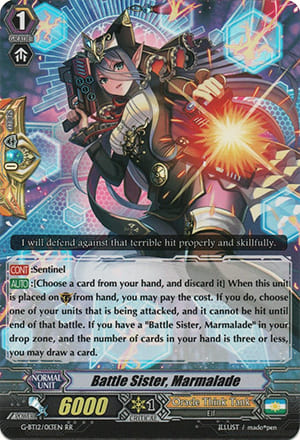 1
I will defend against that terrible hit properly and skillfully.
CONT :Sentinel
AUTO :[Choose a card from your hand, and discard it] When this unit
is placed on from hand, you may pay the cost. If you do, choose
one of your units that is being attacked, and it cannot be hit until
end of that battle. If you have a "Battle Sister, Marmalade" in your
drop zone, and the number of cards in your hand is three or less,
you may draw a card.
NORMAL
UNIT
Battle Sister, Marmalade
POWER
6000
1
CRITICAL
Oracle Think Tank
Elf
G-BT12/013EN RR
ILLUST / mado*pen